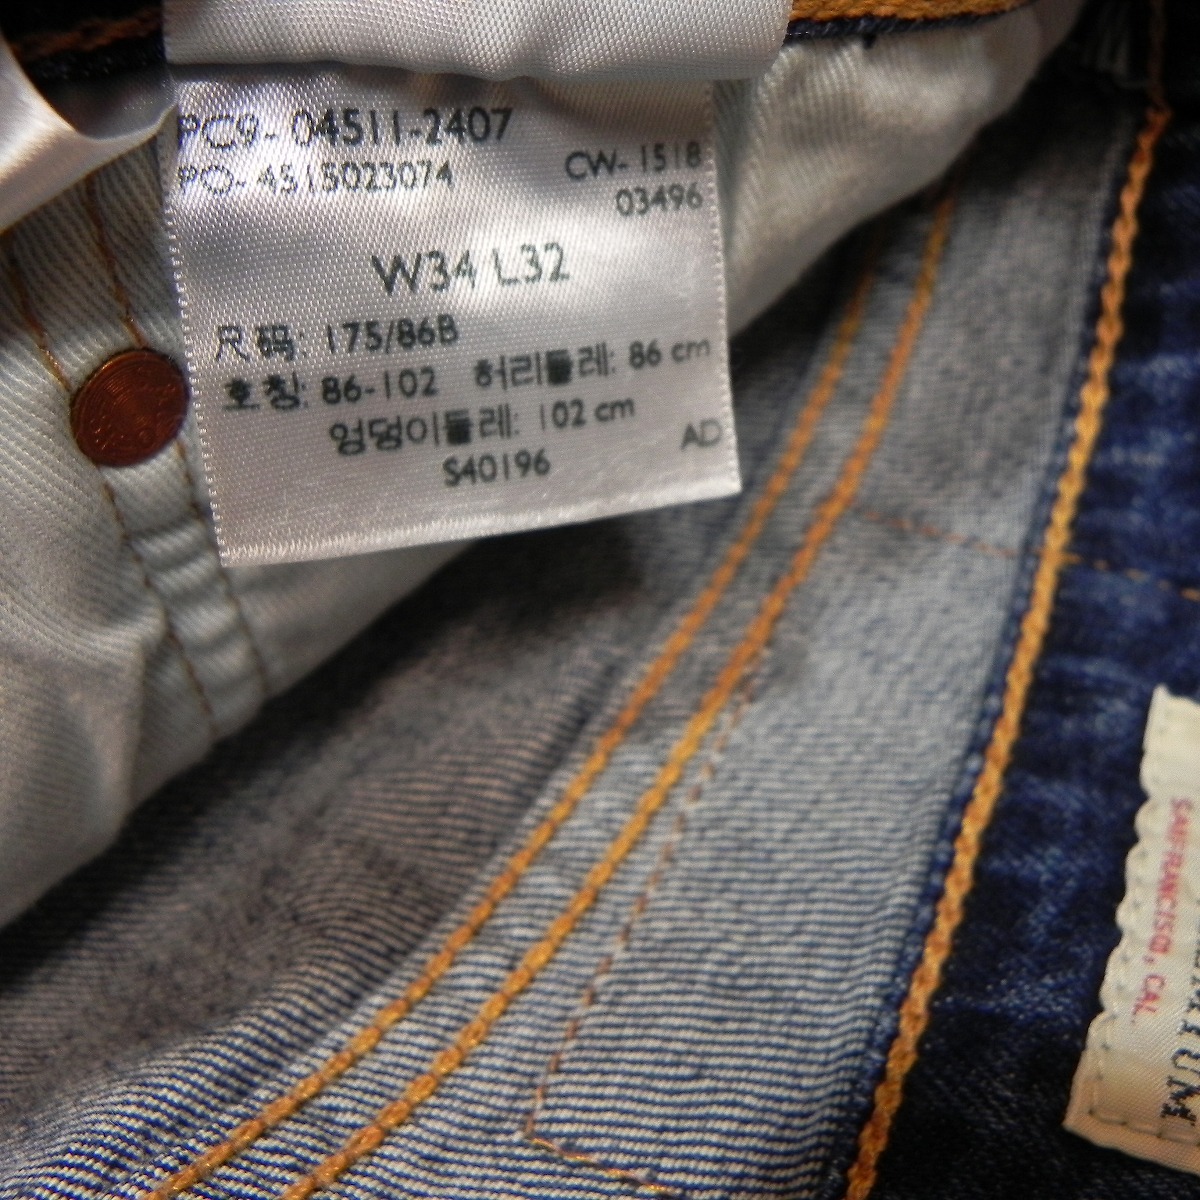 PC9-04511-2407
PO-4515023074
CW-1518
03496
W34 L32
尺码: 175/86B
호칭: 86-102 허리둘레: 86 cm
엉덩이둘레: 102 cm
AD
S40196
SAN FRANCISCO, CAL.